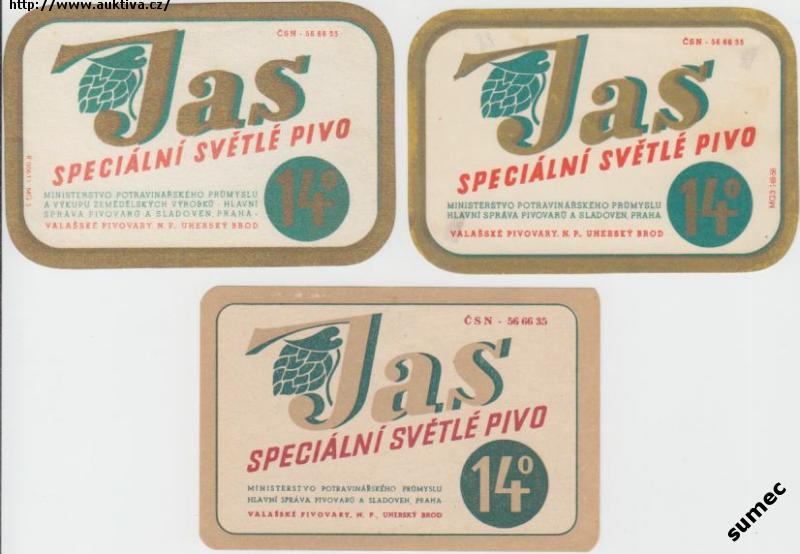 http://www.auktiva.cz/
ČSN - 56 66 35
Jas
SPECIÁLNÍ SVĚTLÉ PIVO
14°
MINISTERSTVO POTRAVINÁŘSKÉHO PRŮMYSLU
A VÝKUPU ZEMĚDĚLSKÝCH VÝROBKŮ - HLAVNÍ
SPRÁVA PIVOVARŮ A SLADOVEN, PRAHA -
VALAŠSKÉ PIVOVARY, N. P., UHERSKÝ BROD
ČSN - 56 66 35
Jas
SPECIÁLNÍ SVĚTLÉ PIVO
14°
MINISTERSTVO POTRAVINÁŘSKÉHO PRŮMYSLU
HLAVNÍ SPRÁVA PIVOVARŮ A SLADOVEN, PRAHA
VALAŠSKÉ PIVOVARY, N. P., UHERSKÝ BROD
ČSN - 56 66 35
Jas
SPECIÁLNÍ SVĚTLÉ PIVO
14°
MINISTERSTVO POTRAVINÁŘSKÉHO PRŮMYSLU
HLAVNÍ SPRÁVA PIVOVARŮ A SLADOVEN, PRAHA
VALAŠSKÉ PIVOVARY, N. P., UHERSKÝ BROD
sumec